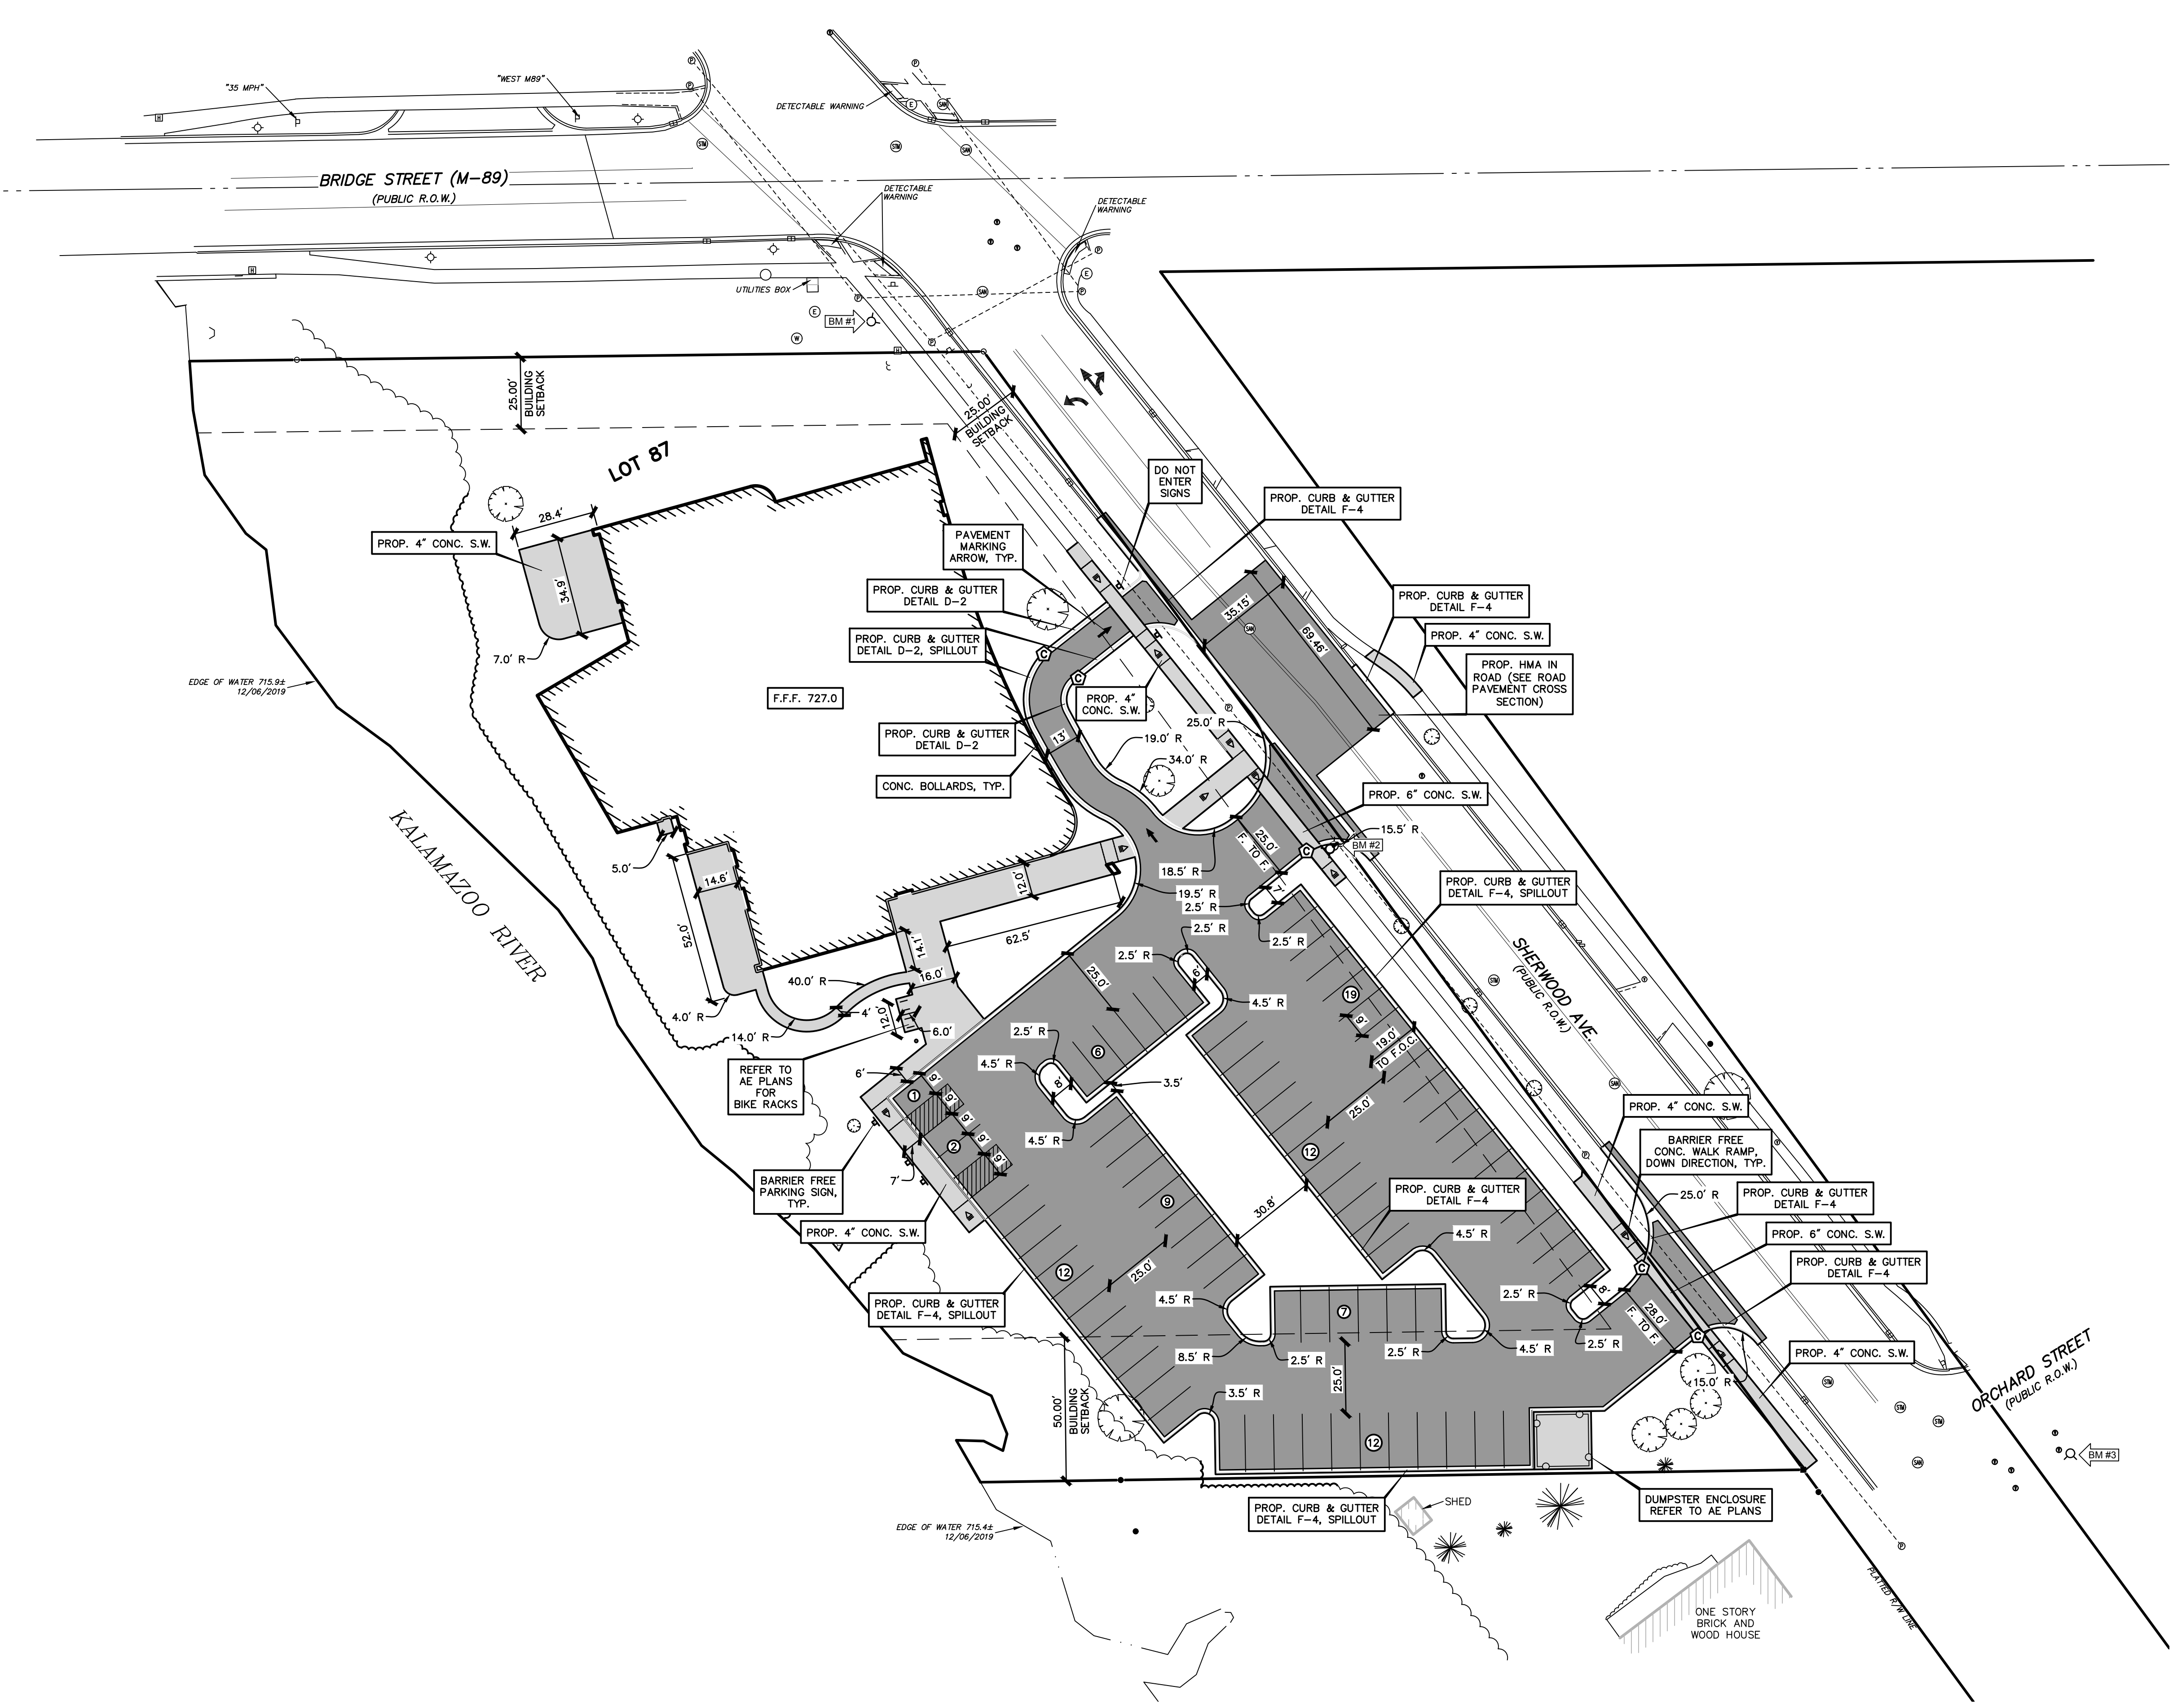 "35 MPH"
"WEST M89"
DETECTABLE WARNING
BRIDGE STREET (M-89)
(PUBLIC R.O.W.)
DETECTABLE
WARNING
DETECTABLE
WARNING
UTILITIES BOX
BM #1
25.00'
BUILDING
SETBACK
25.00'
BUILDING
SETBACK
LOT 87
DO NOT
ENTER
SIGNS
PROP. CURB & GUTTER
DETAIL F-4
28.4'
PROP. 4" CONC. S.W.
34.9'
7.0' R
PAVEMENT
MARKING
ARROW, TYP.
PROP. CURB & GUTTER
DETAIL D-2
PROP. CURB & GUTTER
DETAIL D-2, SPILLOUT
35.15'
69.46'
PROP. CURB & GUTTER
DETAIL F-4
PROP. 4" CONC. S.W.
PROP. HMA IN
ROAD (SEE ROAD
PAVEMENT CROSS
SECTION)
EDGE OF WATER 715.9±
12/06/2019
F.F.F. 727.0
PROP. 4"
CONC. S.W.
PROP. CURB & GUTTER
DETAIL D-2
13'
25.0' R
19.0' R
34.0' R
CONC. BOLLARDS, TYP.
PROP. 6" CONC. S.W.
KALAMAZOO RIVER
25.0'
F. TO F.
15.5' R
BM #2
5.0'
14.6'
52.0'
12.0'
18.5' R
7'
19.5' R
2.5' R
2.5' R
PROP. CURB & GUTTER
DETAIL F-4, SPILLOUT
62.5'
14.1'
16.0'
2.5' R
2.5' R
6'
4.5' R
25.0'
40.0' R
4'
12.0'
6.0'
4.0' R
14.0' R
19
9'
19.0'
TO F.O.C.
SHERWOOD AVE.
(PUBLIC R.O.W.)
2.5' R
4.5' R
8'
6
3.5'
4.5' R
REFER TO
AE PLANS
FOR
BIKE RACKS
6'
9'
9'
9'
9'
9'
1
2
7'
25.0'
12
PROP. 4" CONC. S.W.
BARRIER FREE
CONC. WALK RAMP,
DOWN DIRECTION, TYP.
BARRIER FREE
PARKING SIGN,
TYP.
PROP. 4" CONC. S.W.
9
30.8'
PROP. CURB & GUTTER
DETAIL F-4
25.0' R
PROP. CURB & GUTTER
DETAIL F-4
PROP. 6" CONC. S.W.
PROP. CURB & GUTTER
DETAIL F-4
12
25.0'
4.5' R
PROP. CURB & GUTTER
DETAIL F-4, SPILLOUT
4.5' R
7
2.5' R
8'
28.0'
F. TO F.
8.5' R
2.5' R
2.5' R
4.5' R
2.5' R
PROP. 4" CONC. S.W.
15.0' R
ORCHARD STREET
(PUBLIC R.O.W.)
50.00'
BUILDING
SETBACK
3.5' R
25.0'
12
BM #3
EDGE OF WATER 715.4±
12/06/2019
PROP. CURB & GUTTER
DETAIL F-4, SPILLOUT
SHED
DUMPSTER ENCLOSURE
REFER TO AE PLANS
PLATTED R/W LINE
ONE STORY
BRICK AND
WOOD HOUSE